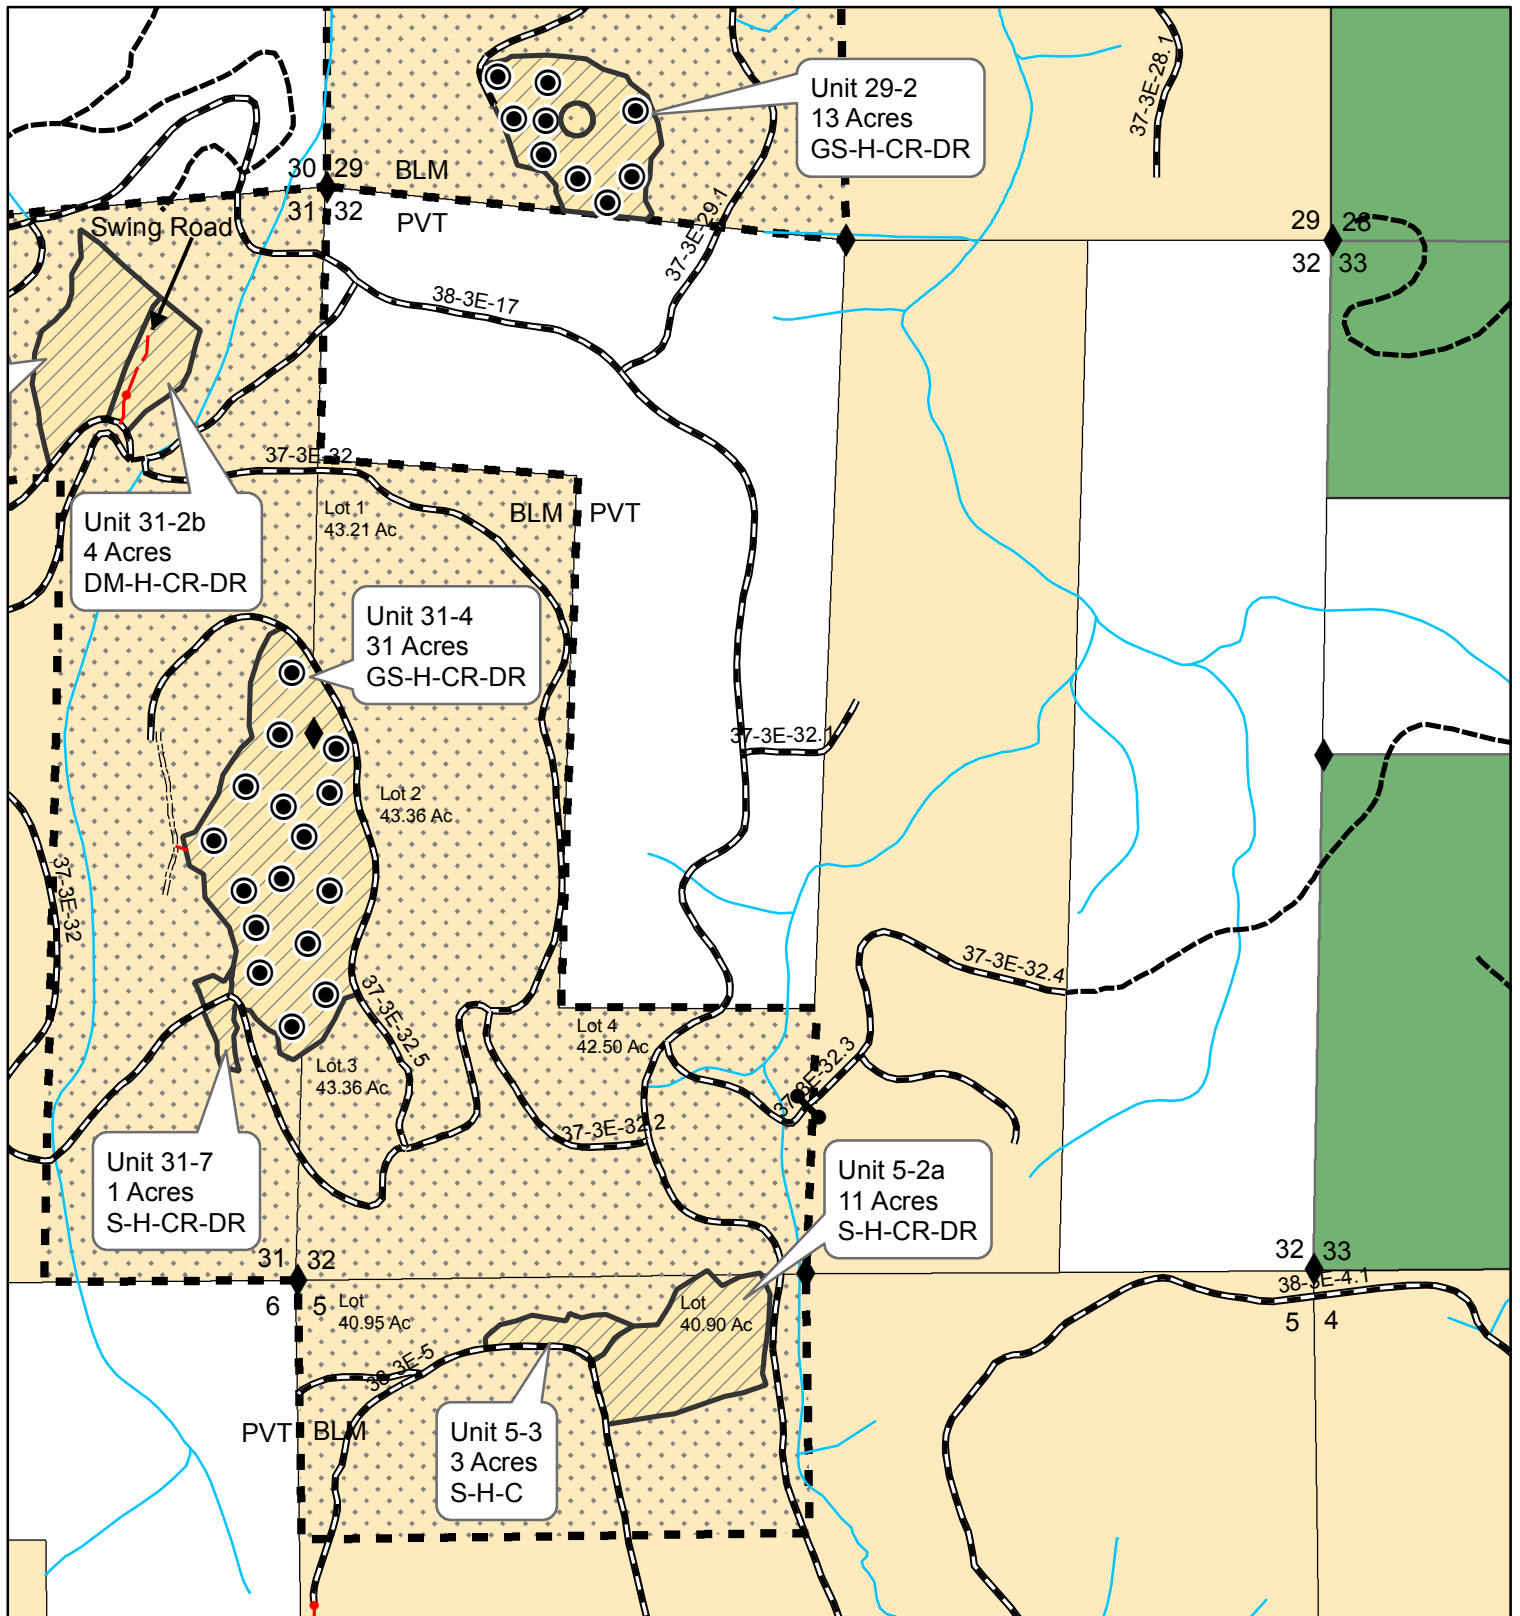 Unit 29-2
13 Acres
GS-H-CR-DR
37-3E-28.1
30
29
BLM
31
32
PVT
Swing Road
37-3E-29.1
29
28
32
33
38-3E-17
37-3E-32
Lot 1
43.21 Ac
BLM
PVT
Unit 31-2b
4 Acres
DM-H-CR-DR
Unit 31-4
31 Acres
GS-H-CR-DR
37-3E-32.1
Lot 2
43.36 Ac
37-3E-32
37-3E-32.4
37-3E-32.5
Lot 4
42.50 Ac
Lot 3
43.36 Ac
37-3E-32.3
37-3E-32.2
Unit 31-7
1 Acres
S-H-CR-DR
Unit 5-2a
11 Acres
S-H-CR-DR
31
32
32
33
6
5
Lot
40.95 Ac
Lot
40.90 Ac
38-3E-4.1
5
4
38-3E-5
PVT
BLM
Unit 5-3
3 Acres
S-H-C